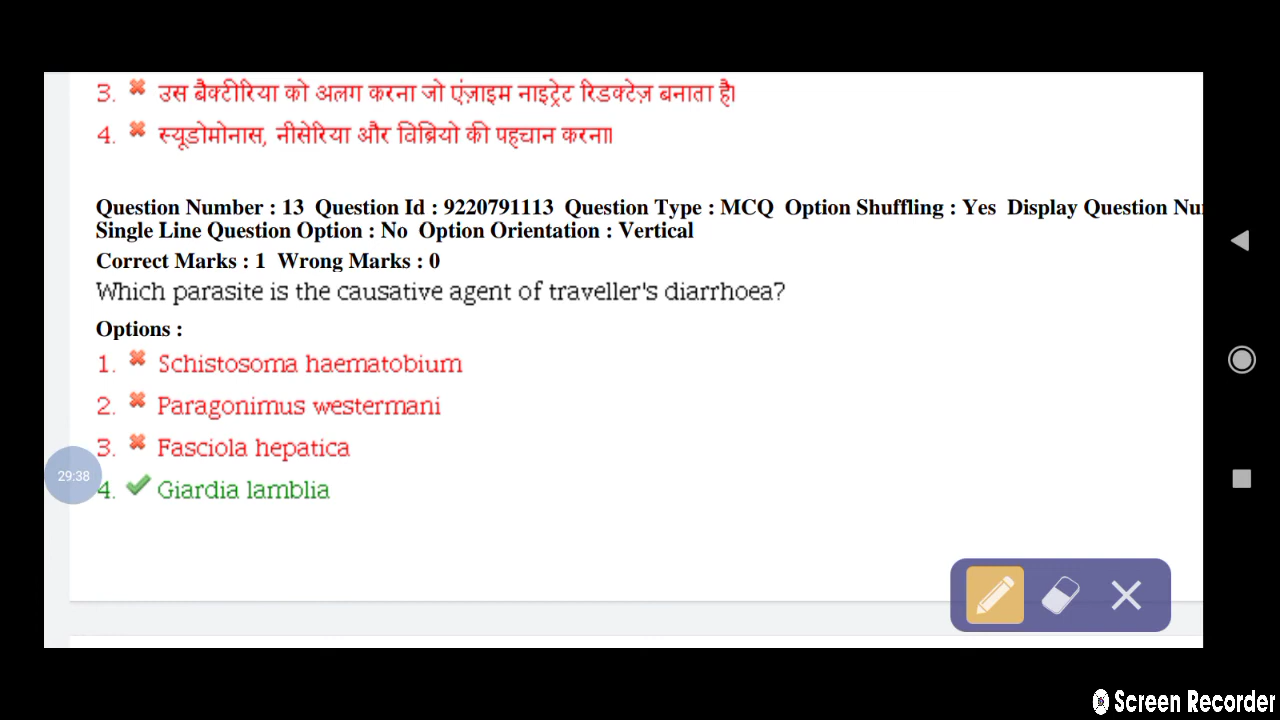 3. उस बैक्टीरिया को अलग करना जो एंज़ाइम नाइट्रेट रिडक्टेज़ बनाता है।
4. स्यूडोमोनास, नीसेरिया और विब्रियो की पहचान करना।
Question Number : 13 Question Id : 9220791113 Question Type : MCQ Option Shuffling : Yes Display Question
Single Line Question Option : No Option Orientation : Vertical
Correct Marks : 1 Wrong Marks : 0
Which parasite is the causative agent of traveller's diarrhoea?
Options :
1. Schistosoma haematobium
2. Paragonimus westermani
3. Fasciola hepatica
29:38
4. Giardia lamblia
Screen Recorder